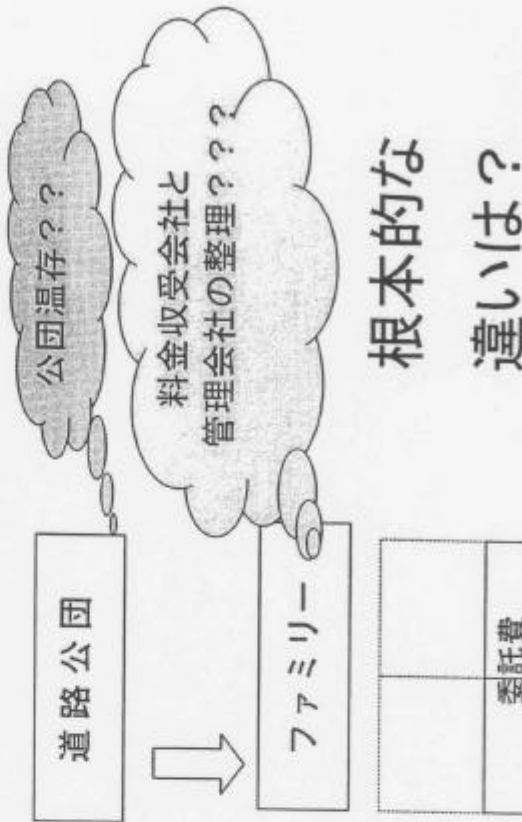 公団温存？？
道路公団
料金収受会社と
管理会社の整理？？？
ファミリー
根本的な
違いは？
委託費